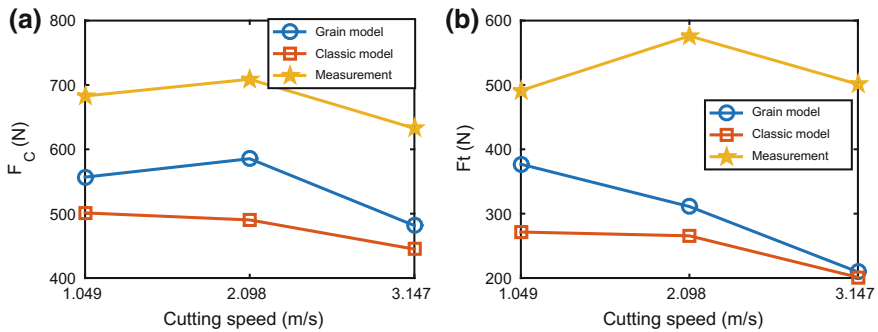 (a)
800
700
600
500
400
F_C (N)
Grain model
Classic model
Measurement
1.049
2.098
3.147
Cutting speed (m/s)
(b)
600
500
400
300
200
Ft (N)
Grain model
Classic model
Measurement
1.049
2.098
3.147
Cutting speed (m/s)